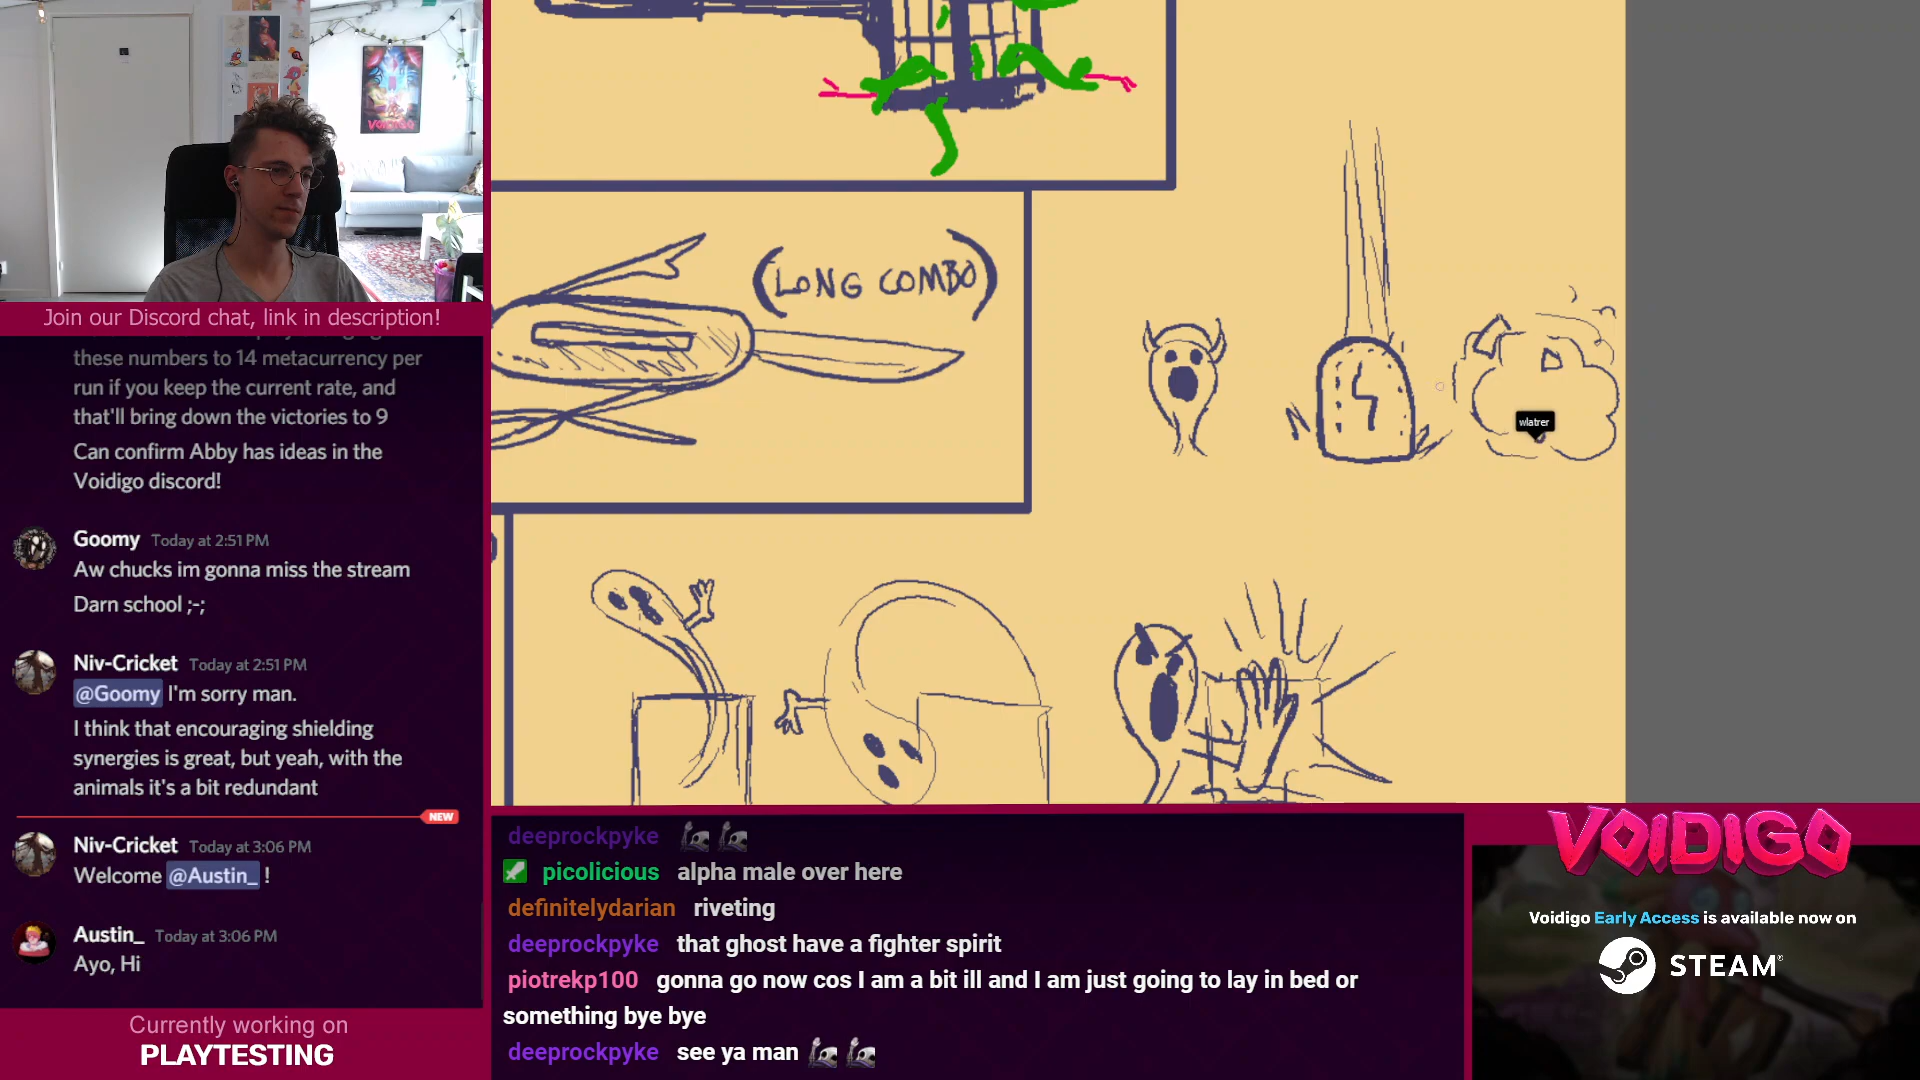 VOIDIGO
Join our Discord chat, link in description!
these numbers to 14 metacurrency per
run if you keep the current rate, and
that'll bring down the victories to 9
Can confirm Abby has ideas in the
Voidigo discord!
Goomy Today at 2:51 PM
Aw chucks im gonna miss the stream
Darn school ;-;
Niv-Cricket Today at 2:51 PM
@Goomy I'm sorry man.
I think that encouraging shielding
synergies is great, but yeah, with the
animals it's a bit redundant
NEW
Niv-Cricket Today at 3:06 PM
Welcome @Austin_ !
Austin_ Today at 3:06 PM
Ayo, Hi
Currently working on
PLAYTESTING
(LONG COMBO)
wlatrer
deeprockpyke
picolicious alpha male over here
definitelydarian riveting
deeprockpyke that ghost have a fighter spirit
piotrekp100 gonna go now cos I am a bit ill and I am just going to lay in bed or
something bye bye
deeprockpyke see ya man
VOIDIGO
Voidigo Early Access is available now on
STEAM